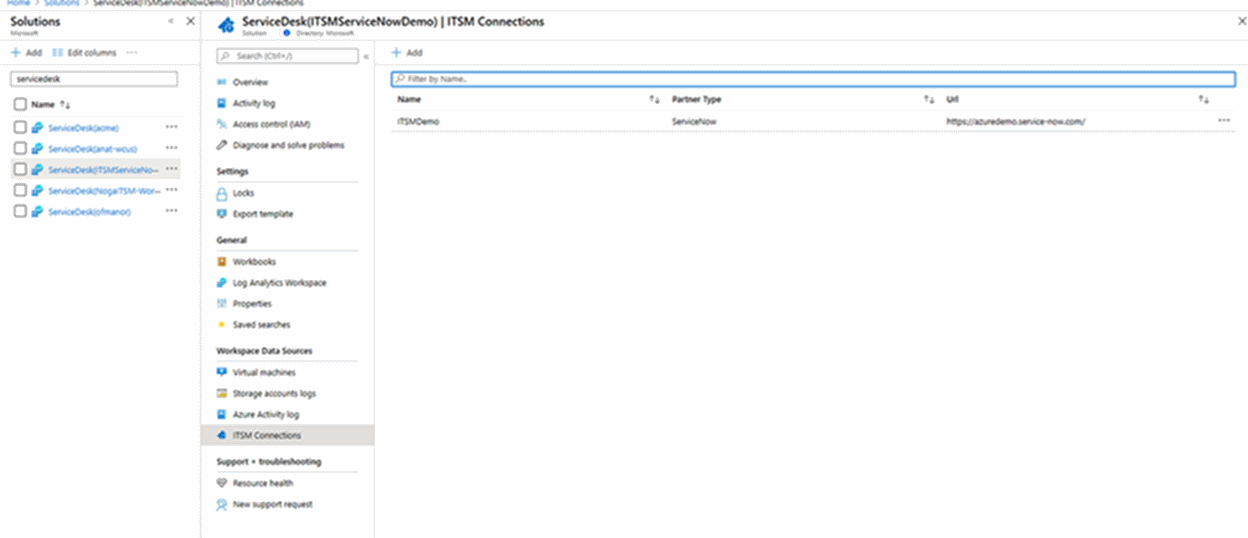 Home > Solutions > ServiceDesk(ITSMServiceNowDemo) | ITSM Connections
Solutions
Microsoft
+ Add Edit columns ...
servicedesk
Name ↑↓
ServiceDesk(acme) ...
ServiceDesk(anat-wcus) ...
ServiceDesk(ITSMServiceNo... ...
ServiceDesk(NogaITSM-Wor... ...
ServiceDesk(ofmanor) ...
ServiceDesk(ITSMServiceNowDemo) | ITSM Connections
Solution Directory: Microsoft
Search (Ctrl+/)
Overview
Activity log
Access control (IAM)
Diagnose and solve problems
Settings
Locks
Export template
General
Workbooks
Log Analytics Workspace
Properties
Saved searches
Workspace Data Sources
Virtual machines
Storage accounts logs
Azure Activity log
ITSM Connections
Support + troubleshooting
Resource health
New support request
+ Add
Filter by Name..
Name ↑↓ Partner Type ↑↓ Url ↑↓
ITSMDemo ServiceNow https://azuredemo.service-now.com/ ...